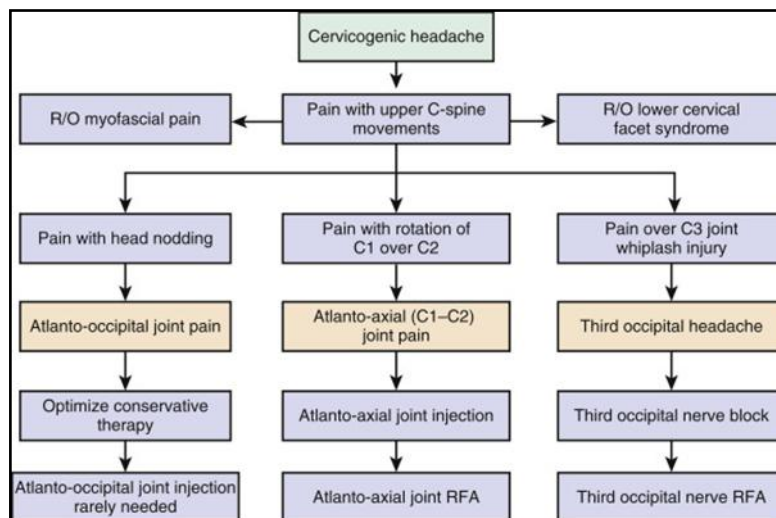 Cervicogenic headache
R/O myofascial pain
Pain with upper C-spine
movements
R/O lower cervical
facet syndrome
Pain with head nodding
Pain with rotation of
C1 over C2
Pain over C3 joint
whiplash injury
Atlanto-occipital joint pain
Atlanto-axial (C1–C2)
joint pain
Third occipital headache
Optimize conservative
therapy
Atlanto-axial joint injection
Third occipital nerve block
Atlanto-occipital joint injection
rarely needed
Atlanto-axial joint RFA
Third occipital nerve RFA